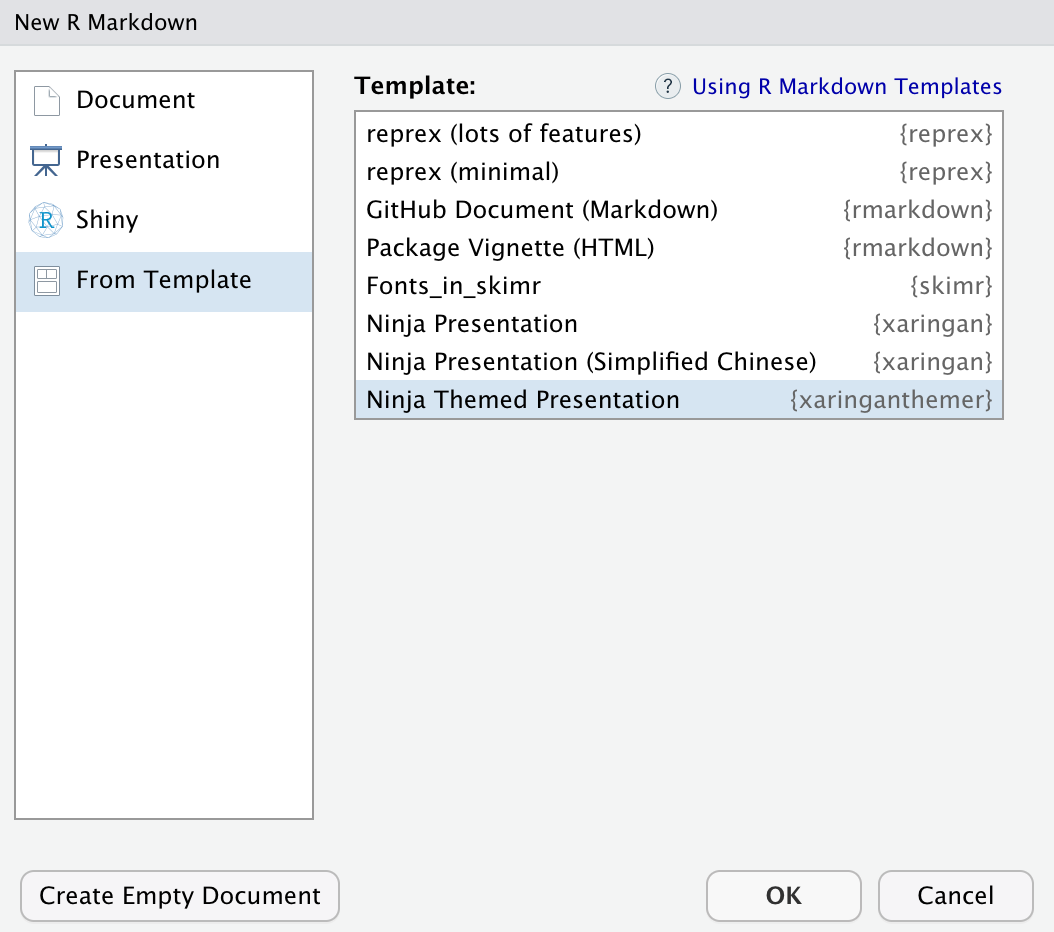 New R Markdown
Document
Presentation
Shiny
From Template
Template:
? Using R Markdown Templates
reprex (lots of features) {reprex}
reprex (minimal) {reprex}
GitHub Document (Markdown) {rmarkdown}
Package Vignette (HTML) {rmarkdown}
Fonts_in_skimr {skimr}
Ninja Presentation {xaringan}
Ninja Presentation (Simplified Chinese) {xaringan}
Ninja Themed Presentation {xaringanthemer}
Create Empty Document
OK
Cancel